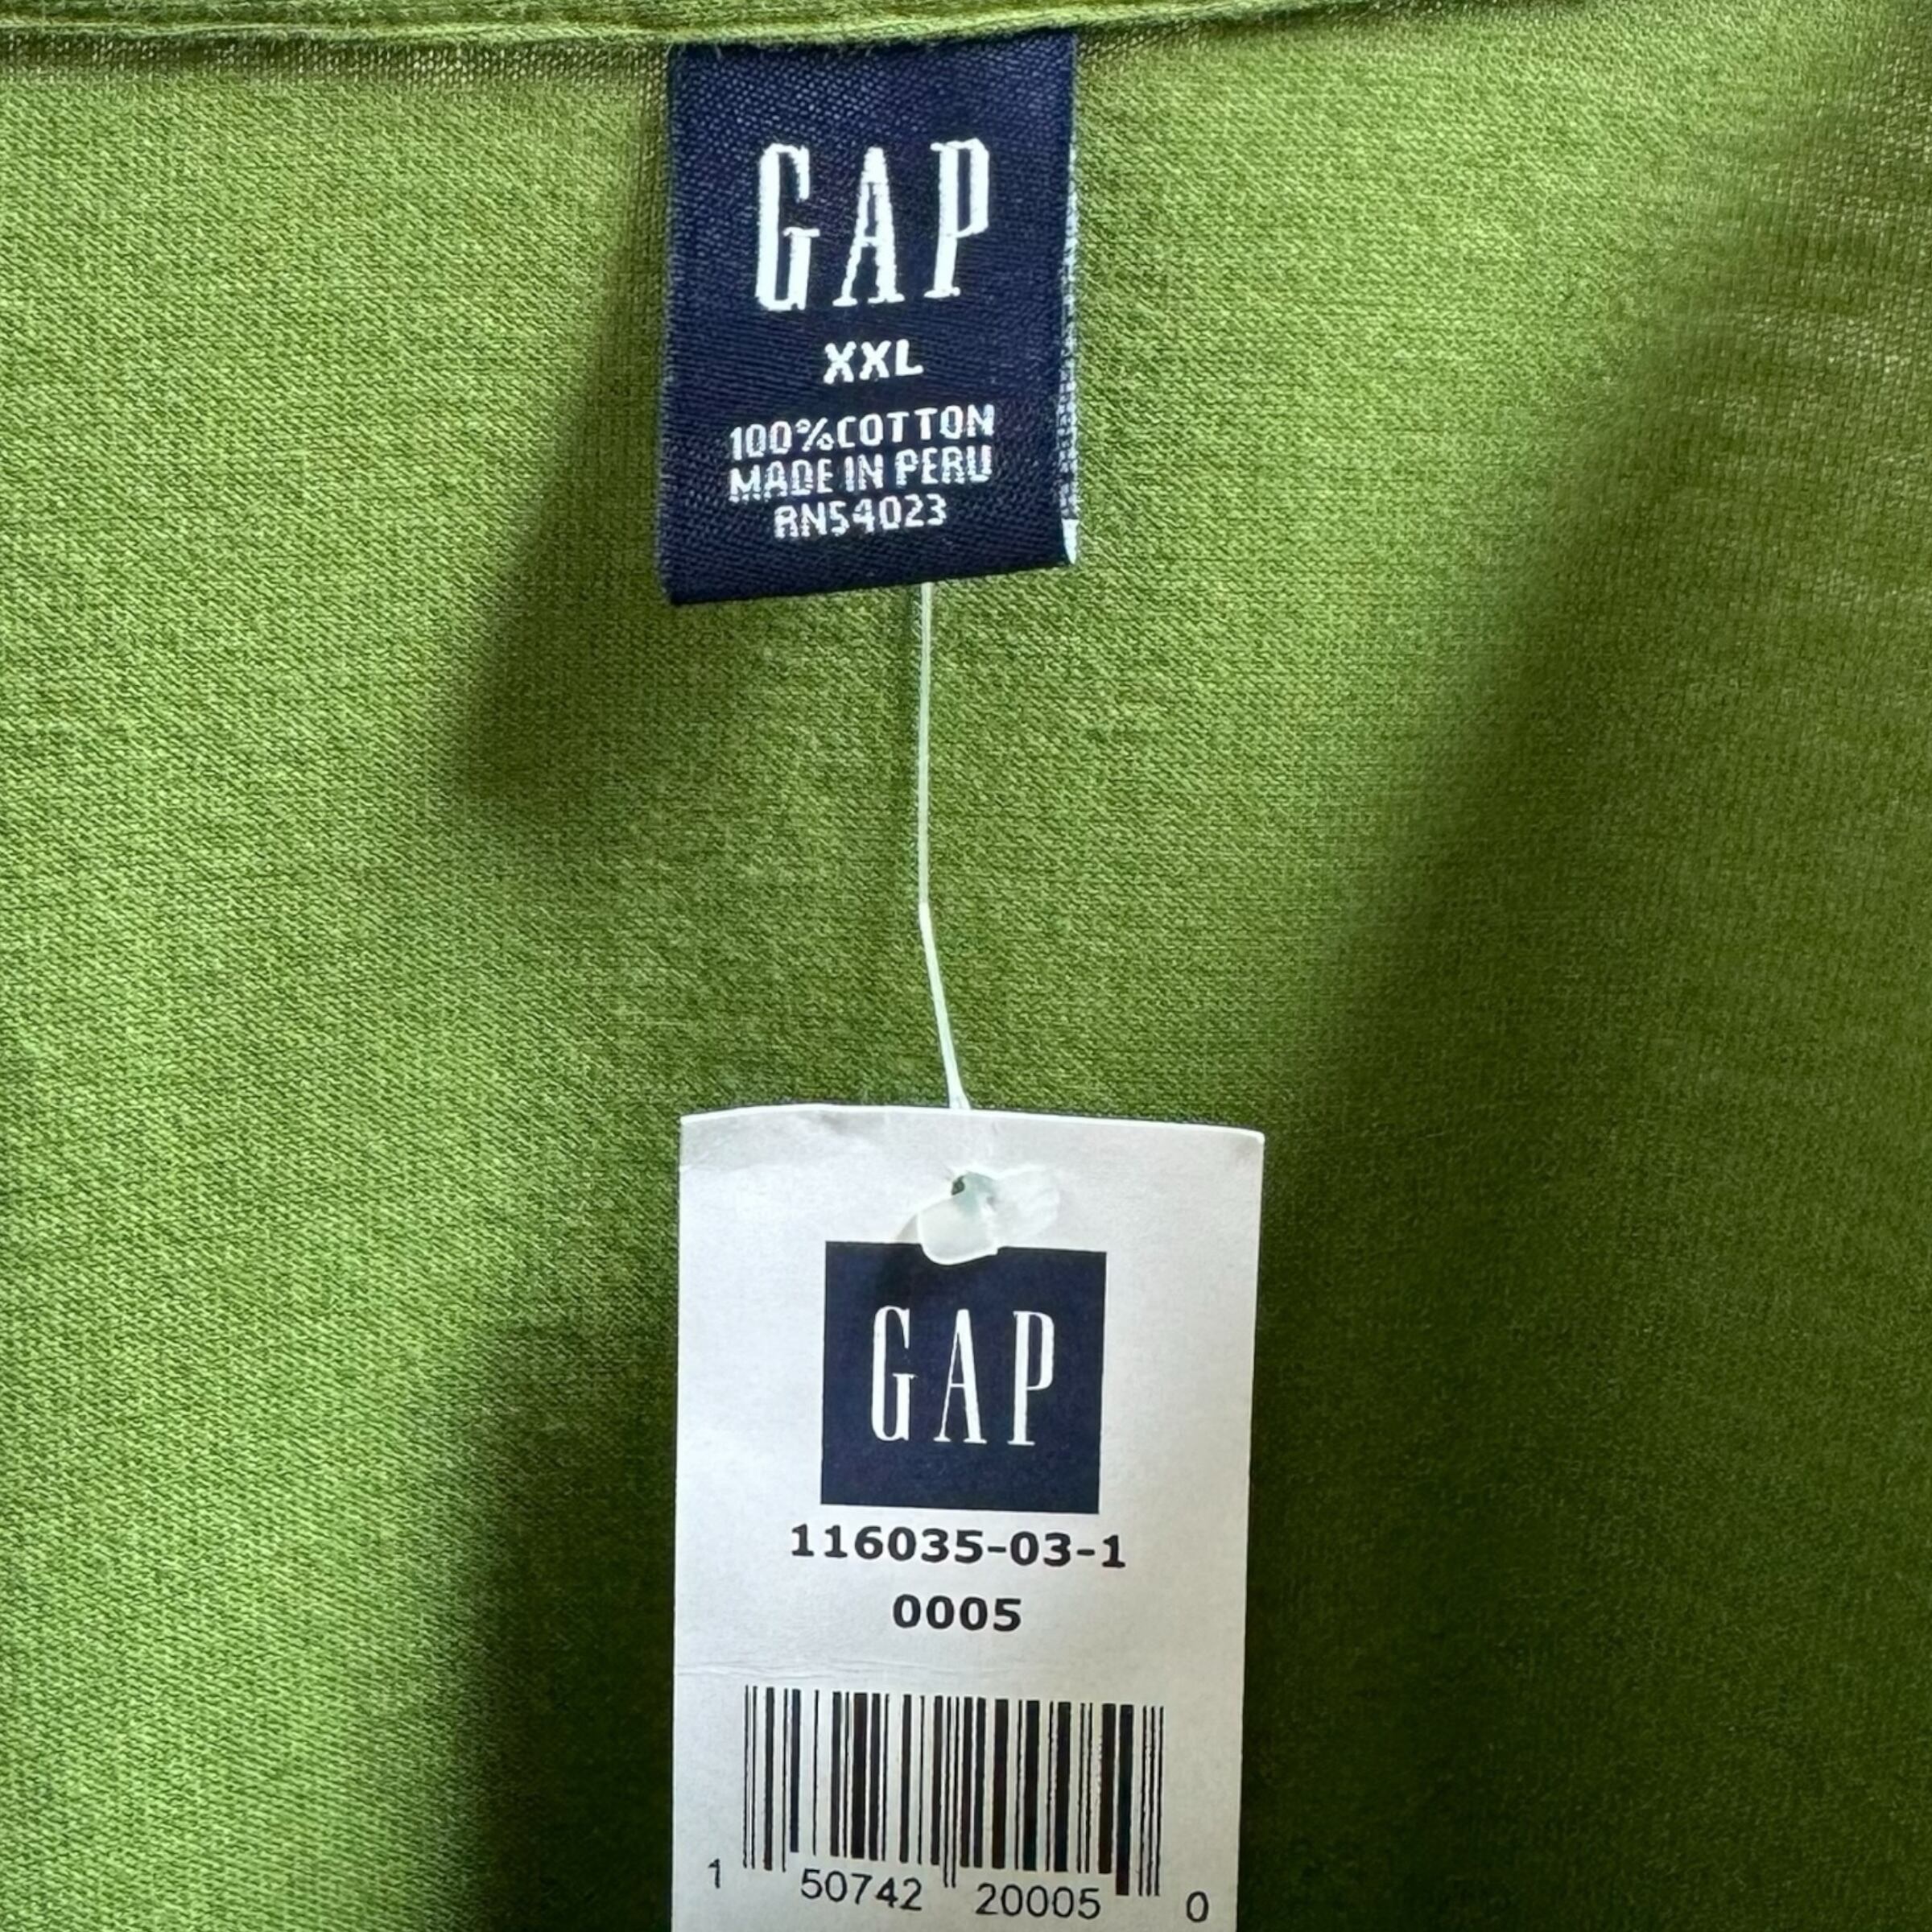 GAP
XXL
100%COTTON
MADE IN PERU
RN54023
GAP
116035-03-1
0005
1 50742 20005 0